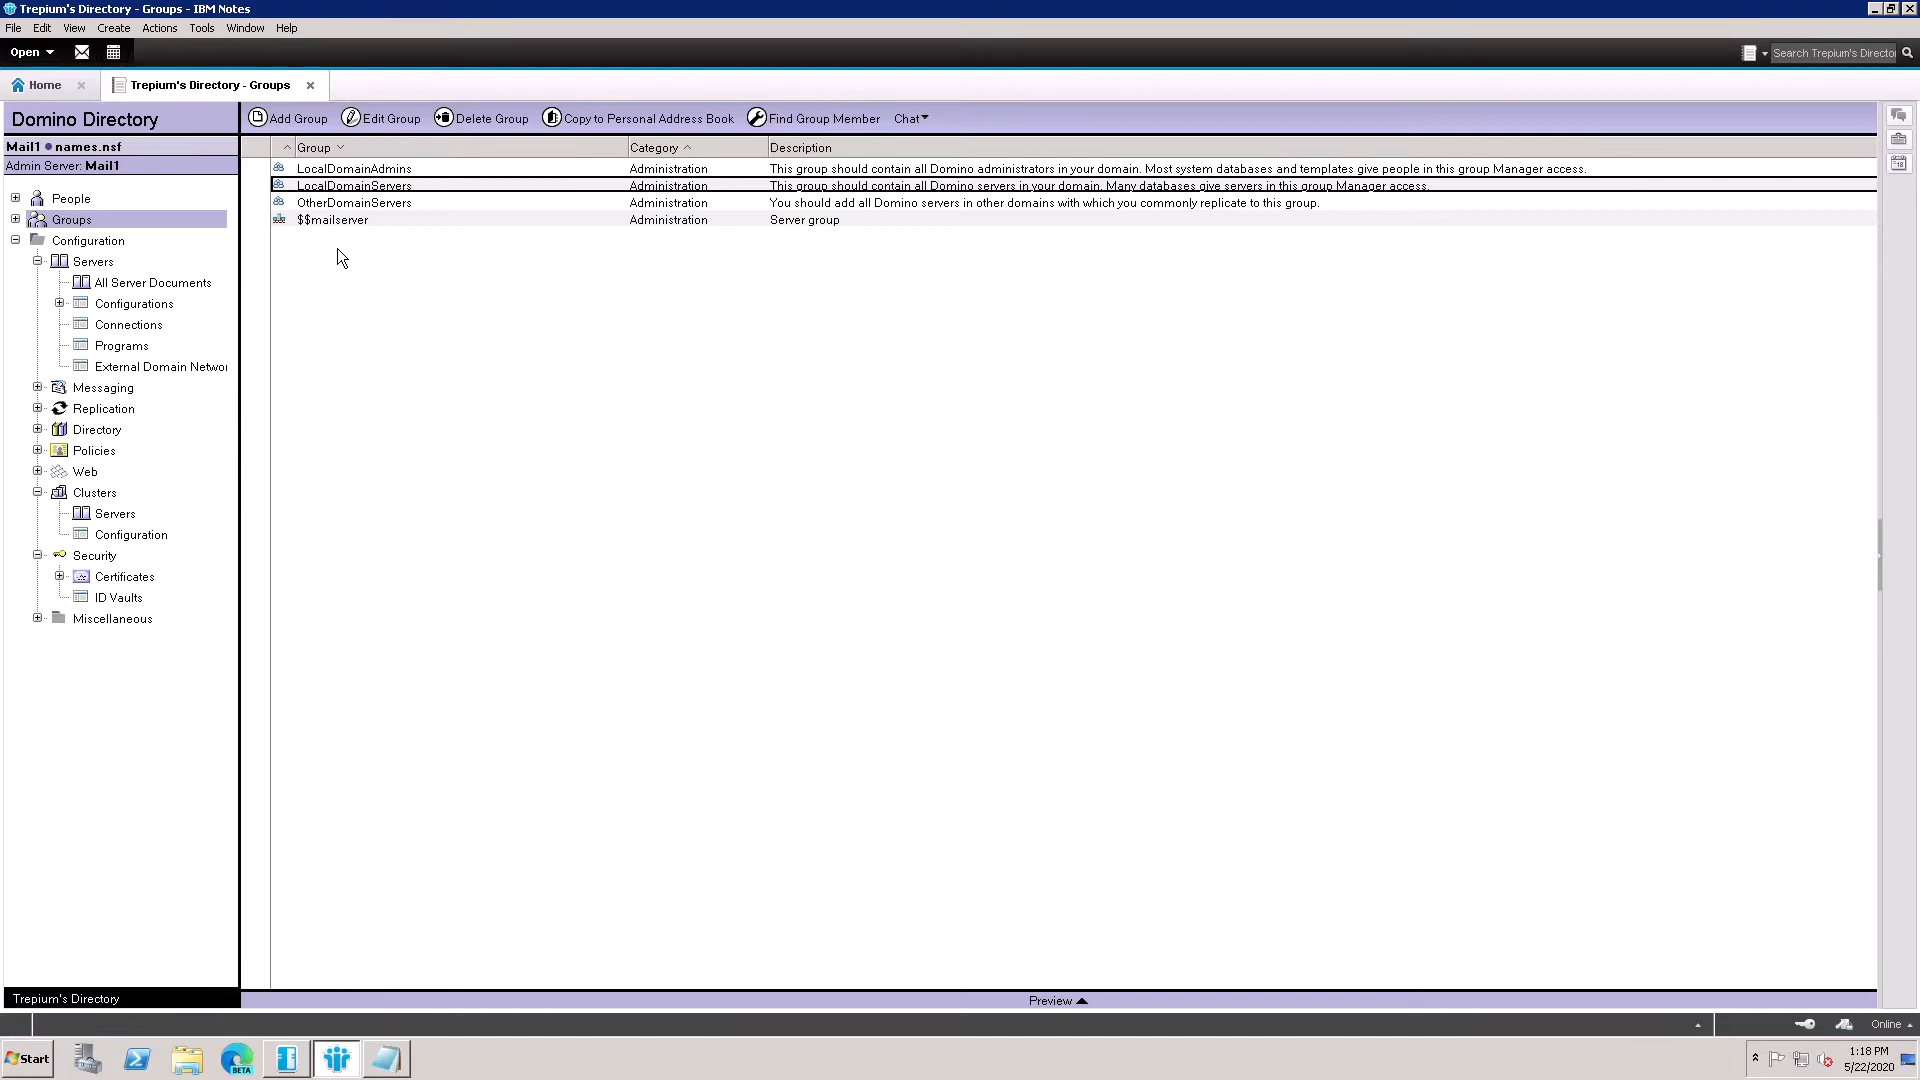 Trepium's Directory - Groups - IBM Notes
File Edit View Create Actions Tools Window Help
Open
Search Trepium's Director
Home
Trepium's Directory - Groups
Domino Directory
Add Group Edit Group Delete Group Copy to Personal Address Book Find Group Member Chat
Mail1 names.nsf
Admin Server: Mail1
Group Category Description
LocalDomainAdmins Administration This group should contain all Domino administrators in your domain. Most system databases and templates give people in this group Manager access.
LocalDomainServers Administration This group should contain all Domino servers in your domain. Many databases give servers in this group Manager access.
OtherDomainServers Administration You should add all Domino servers in other domains with which you commonly replicate to this group.
$$mailserver Administration Server group
People
Groups
Configuration
Servers
All Server Documents
Configurations
Connections
Programs
External Domain Networ
Messaging
Replication
Directory
Policies
Web
Clusters
Servers
Configuration
Security
Certificates
ID Vaults
Miscellaneous
Trepium's Directory
Preview
Online
Start
BETA
1:18 PM
5/22/2020